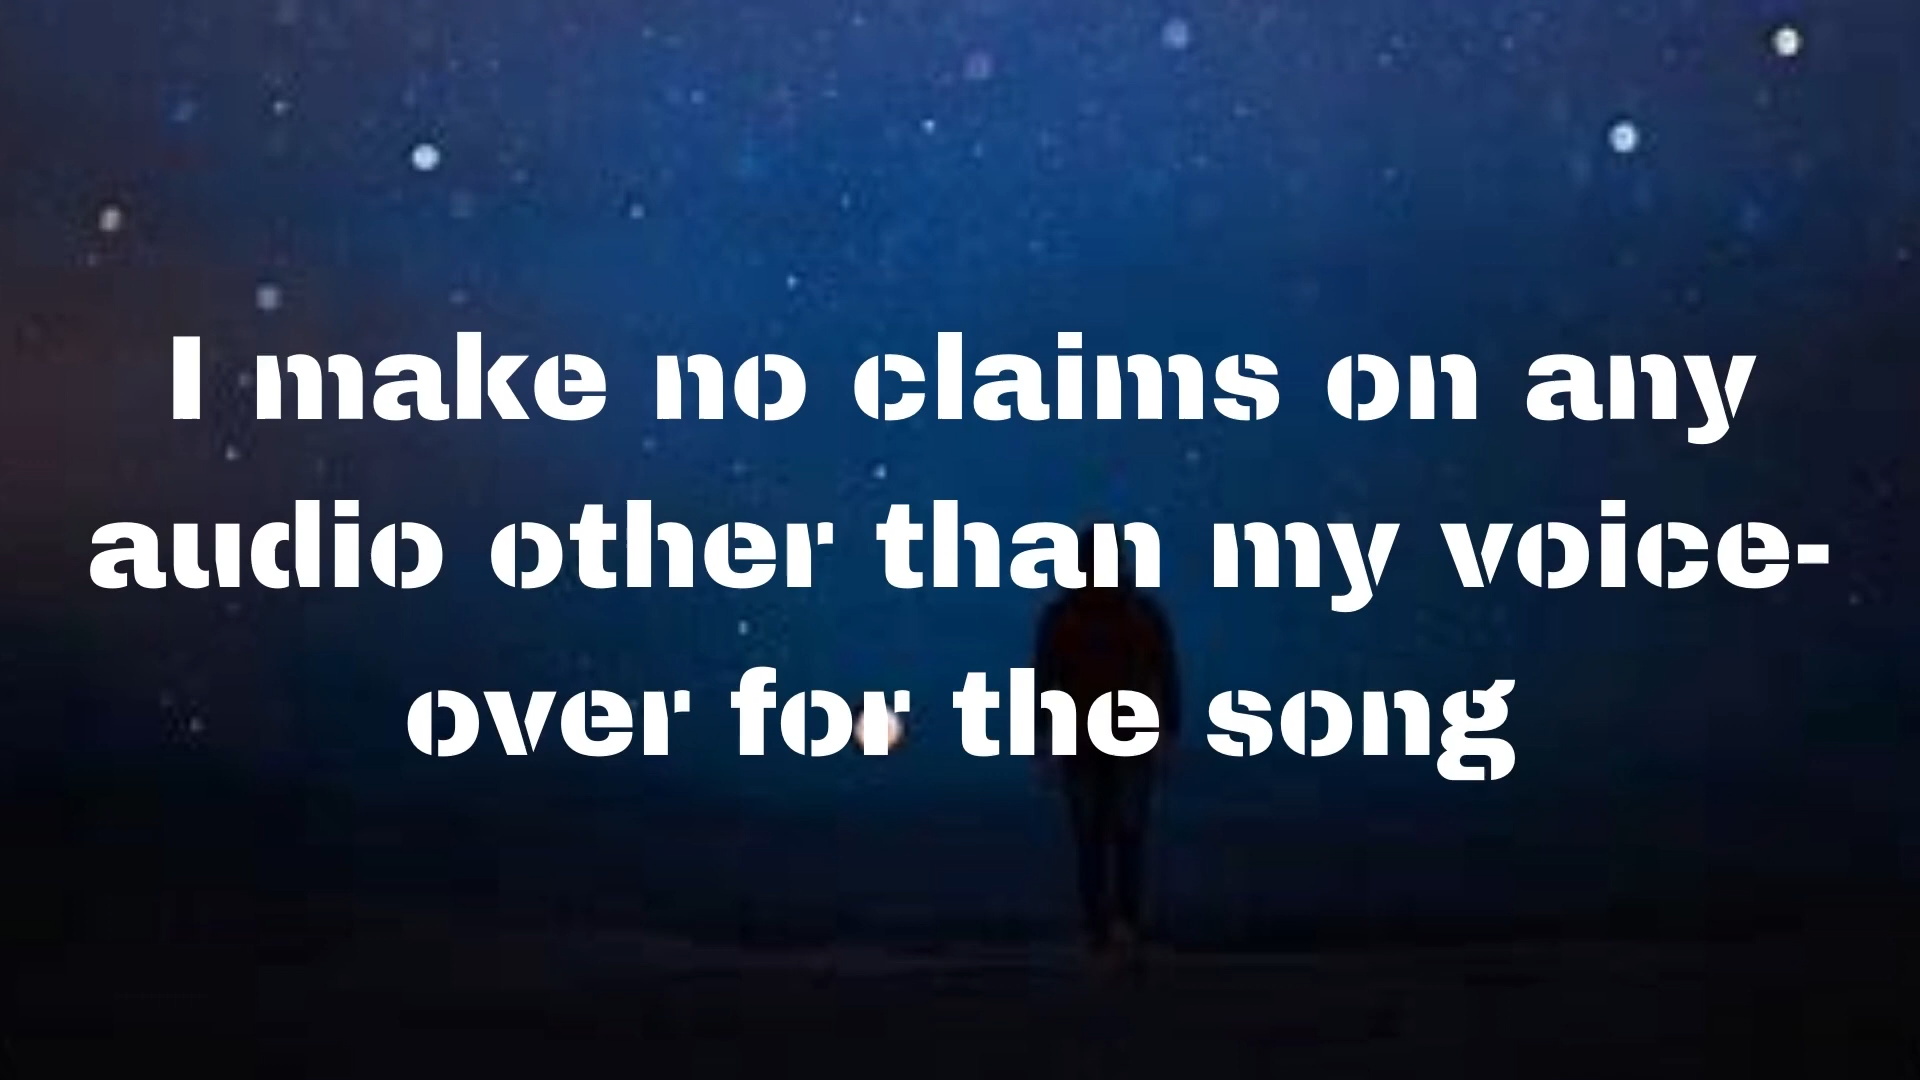 I make no claims on any
audio other than my voice-
over for the song